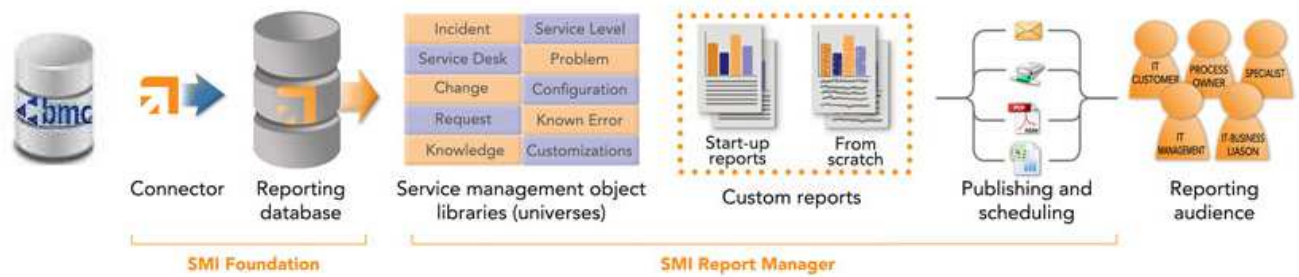 bmc
Connector
Reporting
database
Incident
Service Level
Service Desk
Problem
Change
Configuration
Request
Known Error
Knowledge
Customizations
Service management object
libraries (universes)
Start-up
reports
From
scratch
Custom reports
PDF
Publishing and
scheduling
IT
CUSTOMER
PROCESS
OWNER
SPECIALIST
IT
MANAGEMENT
IT-BUSINESS
LIASON
Reporting
audience
SMI Foundation
SMI Report Manager